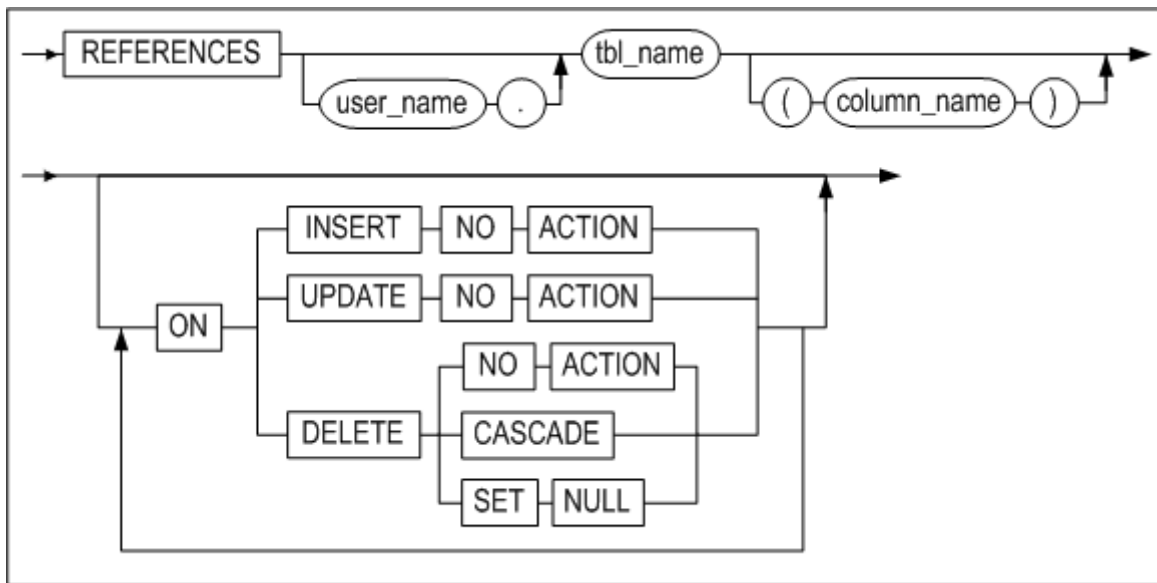 REFERENCES tbl_name
user_name . ( column_name )
INSERT NO ACTION
UPDATE NO ACTION
ON
NO ACTION
DELETE CASCADE
SET NULL